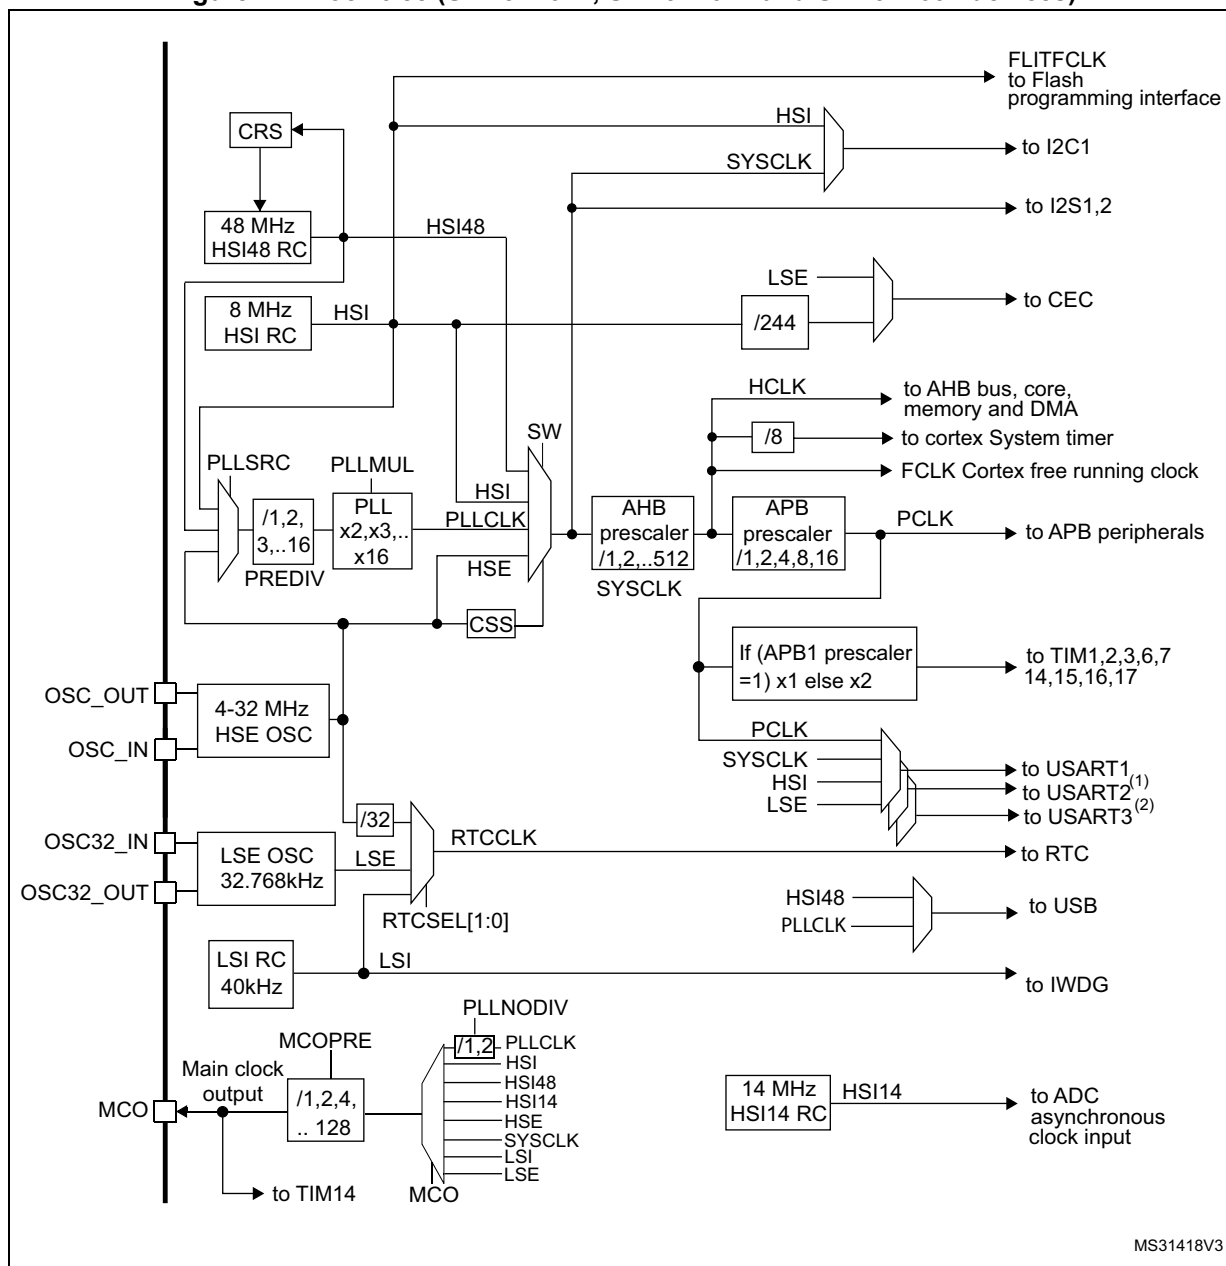 FLITFCLK
to Flash
programming interface
HSI
CRS
to I2C1
SYSCLK
to I2S1,2
48 MHz
HSI48 RC
HSI48
LSE
to CEC
8 MHz
HSI RC
HSI
/244
HCLK
to AHB bus, core,
memory and DMA
SW
/8
to cortex System timer
PLLSRC
PLLMUL
FCLK Cortex free running clock
HSI
/1,2,
3,..16
PREDIV
PLL
x2,x3,..
x16
PLLCLK
HSE
AHB
prescaler
/1,2,..512
SYSCLK
APB
prescaler
/1,2,4,8,16
PCLK
to APB peripherals
CSS
If (APB1 prescaler
=1) x1 else x2
to TIM1,2,3,6,7
14,15,16,17
OSC_OUT
OSC_IN
4-32 MHz
HSE OSC
PCLK
SYSCLK
HSI
LSE
to USART1
to USART2(1)
to USART3(2)
/32
OSC32_IN
OSC32_OUT
LSE OSC
32.768kHz
LSE
RTCCLK
to RTC
RTCSEL[1:0]
HSI48
PLLCLK
to USB
LSI RC
40kHz
LSI
to IWDG
PLLNODIV
MCOPRE
/1,2
PLLCLK
HSI
HSI48
HSI14
HSE
SYSCLK
LSI
LSE
Main clock
output
MCO
/1,2,4,
.. 128
MCO
to TIM14
14 MHz
HSI14 RC
HSI14
to ADC
asynchronous
clock input
MS31418V3